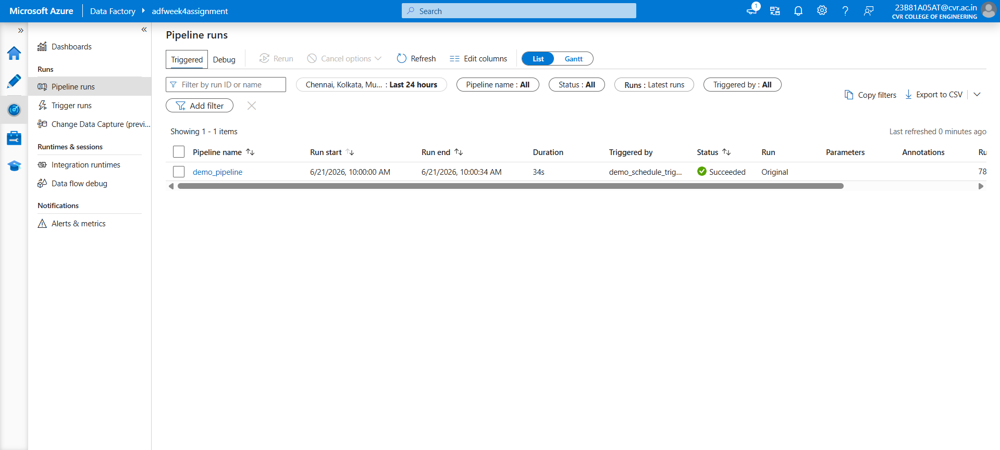 Microsoft Azure
Data Factory
adfweek4assignment
Search
1
23B81A05AT@cvr.ac.in
CVR COLLEGE OF ENGINEERING
Dashboards
Runs
Pipeline runs
Trigger runs
Change Data Capture (previ...
Runtimes & sessions
Integration runtimes
Data flow debug
Notifications
Alerts & metrics
Pipeline runs
Triggered Debug Rerun Cancel options Refresh Edit columns List Gantt
Filter by run ID or name
Chennai, Kolkata, Mu... : Last 24 hours
Pipeline name : All
Status : All
Runs : Latest runs
Triggered by : All
Copy filters Export to CSV
Add filter
Showing 1 - 1 items
Last refreshed 0 minutes ago
Pipeline name Run start Run end Duration Triggered by Status Run Parameters Annotations Ru
demo_pipeline 6/21/2026, 10:00:00 AM 6/21/2026, 10:00:34 AM 34s demo_schedule_trig... Succeeded Original 78